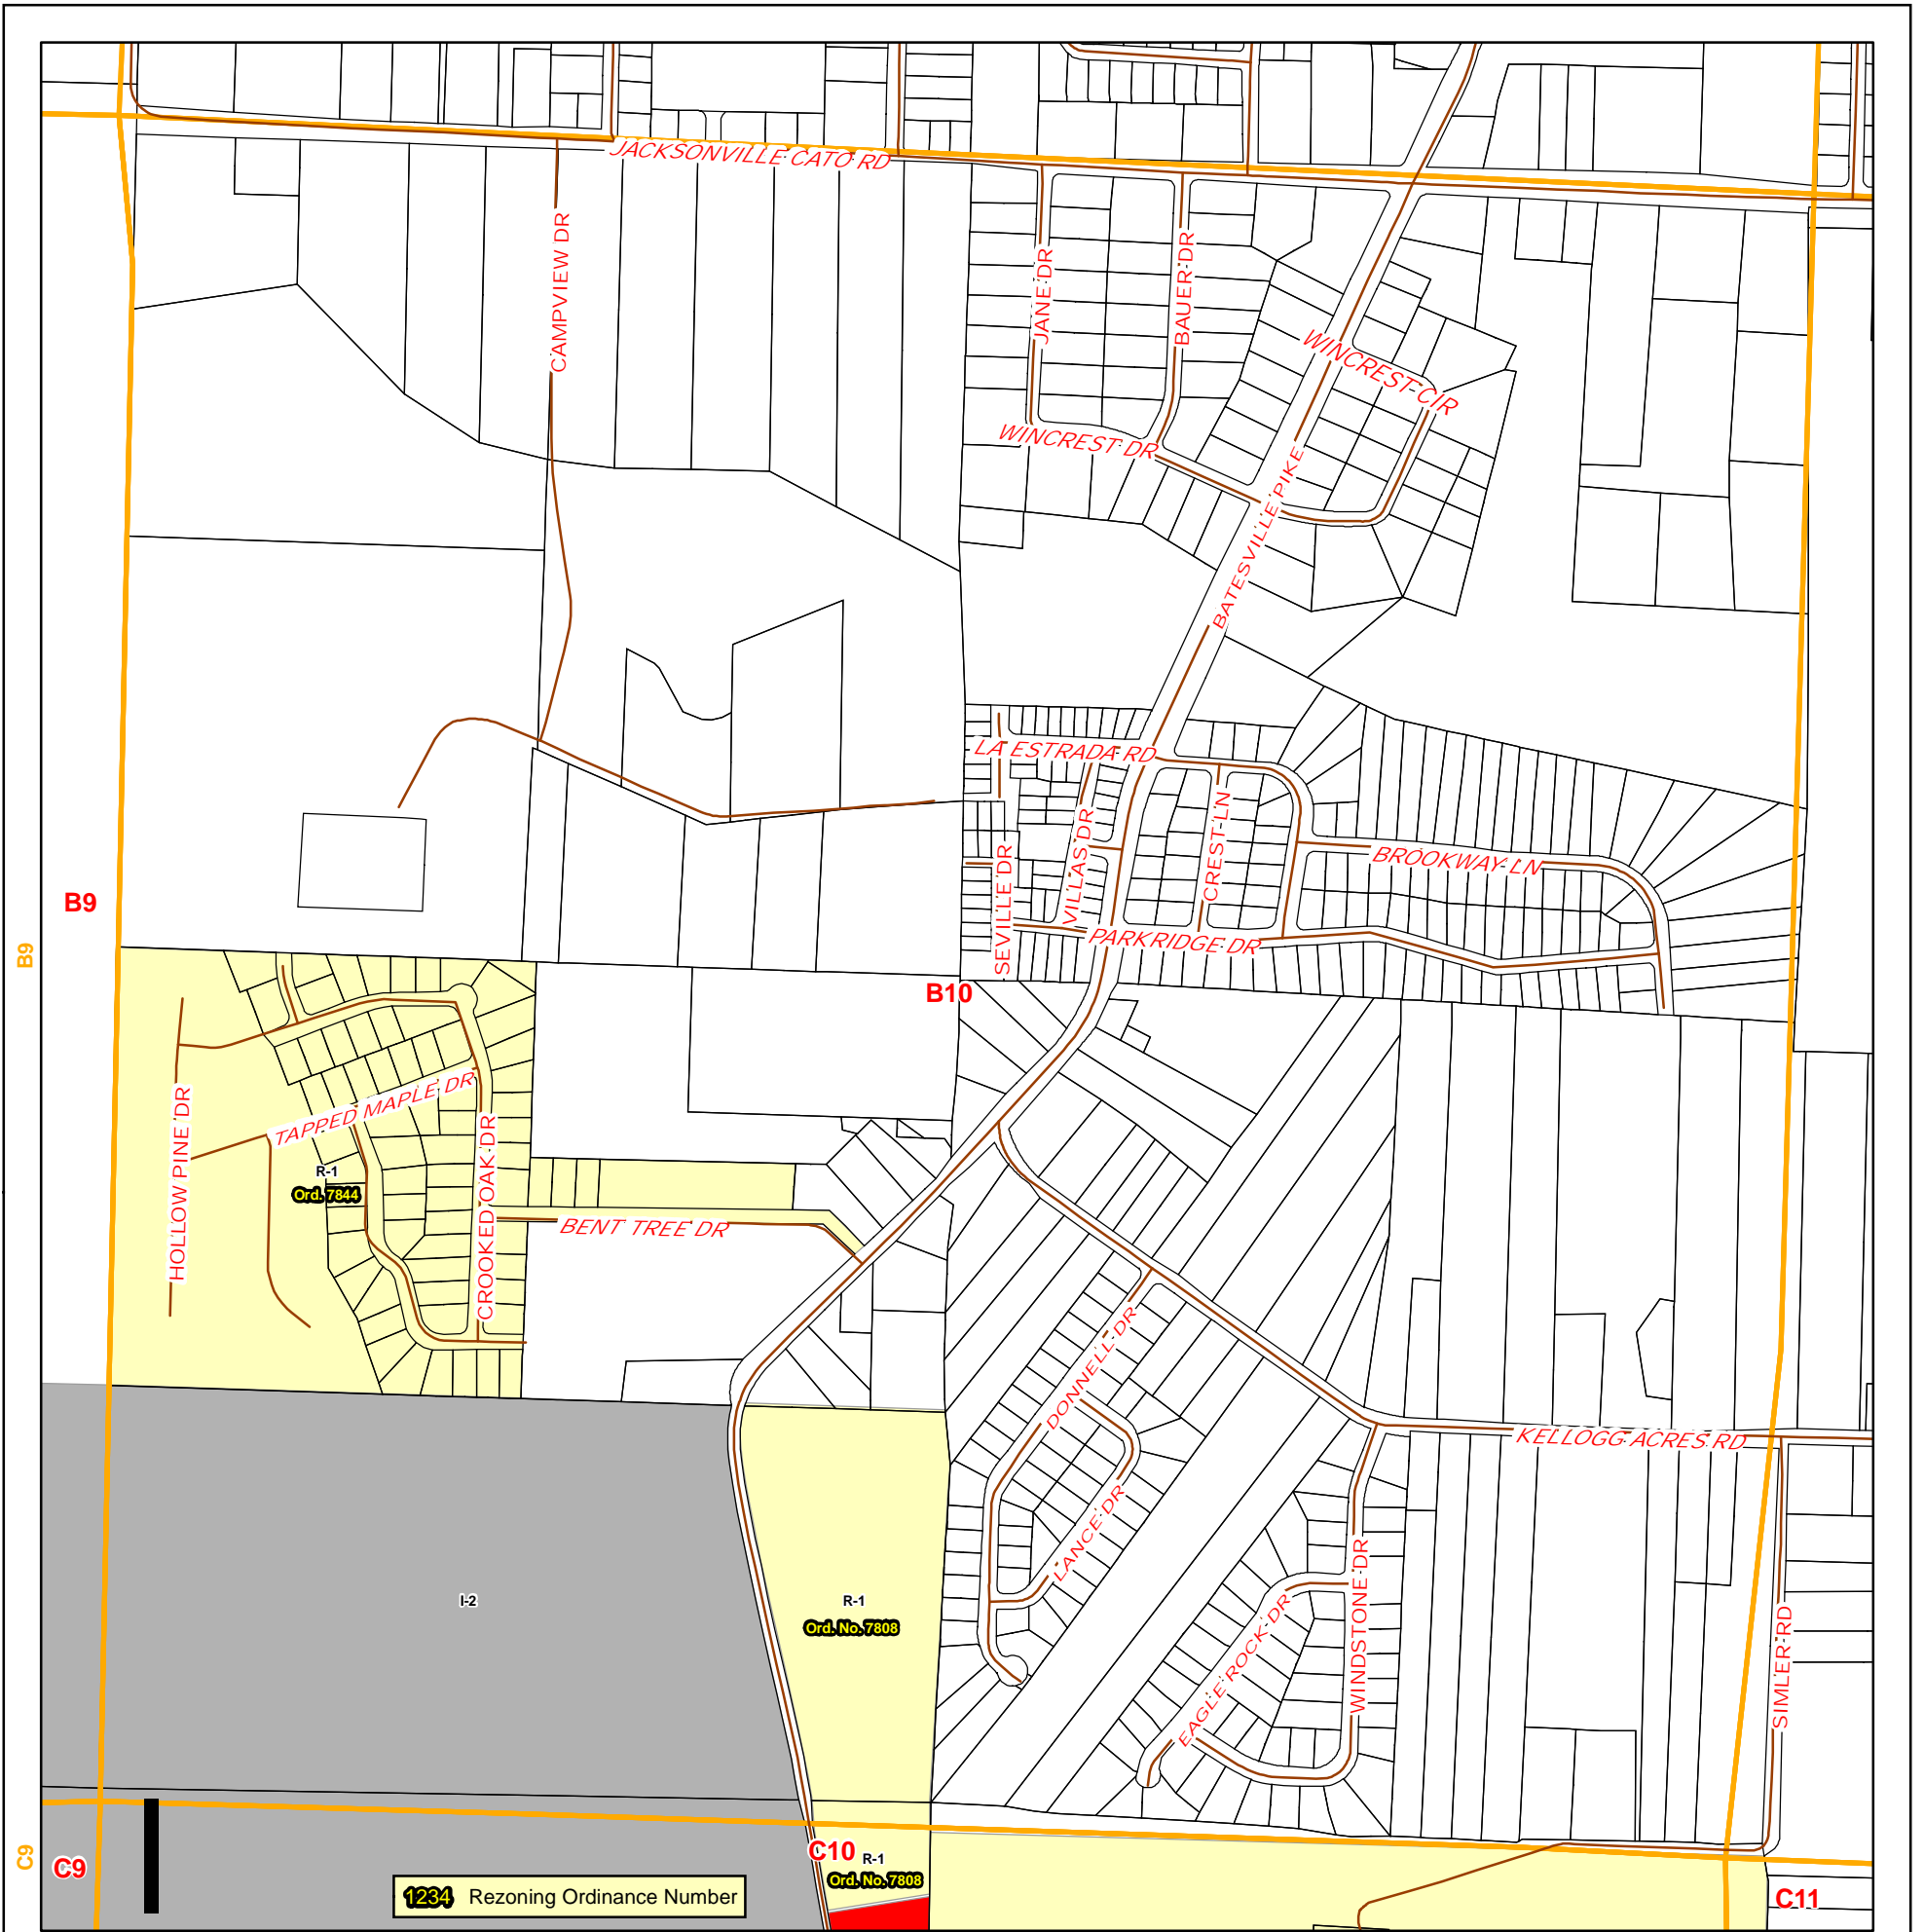 JACKSONVILLE CATO RD
CAMPVIEW DR
JANE DR
BAUER DR
WINCREST CIR
WINCREST DR
BATESVILLE PIKE
LA ESTRADA RD
CREST LN
VILLAS DR
SEVILLE DR
BROOKWAY LN
PARKRIDGE DR
B9
B9
B10
HOLLOW PINE DR
TAPPED MAPLE DR
CROOKED OAK DR
R-1
Ord. 7844
BENT TREE DR
DONNELL DR
LANCE DR
KELLOGG ACRES RD
EAGLE ROCK DR
WINDSTONE DR
SIMLER RD
I-2
R-1
Ord. No. 7808
C9
C9
C10
R-1
Ord. No. 7808
C11
1234 Rezoning Ordinance Number